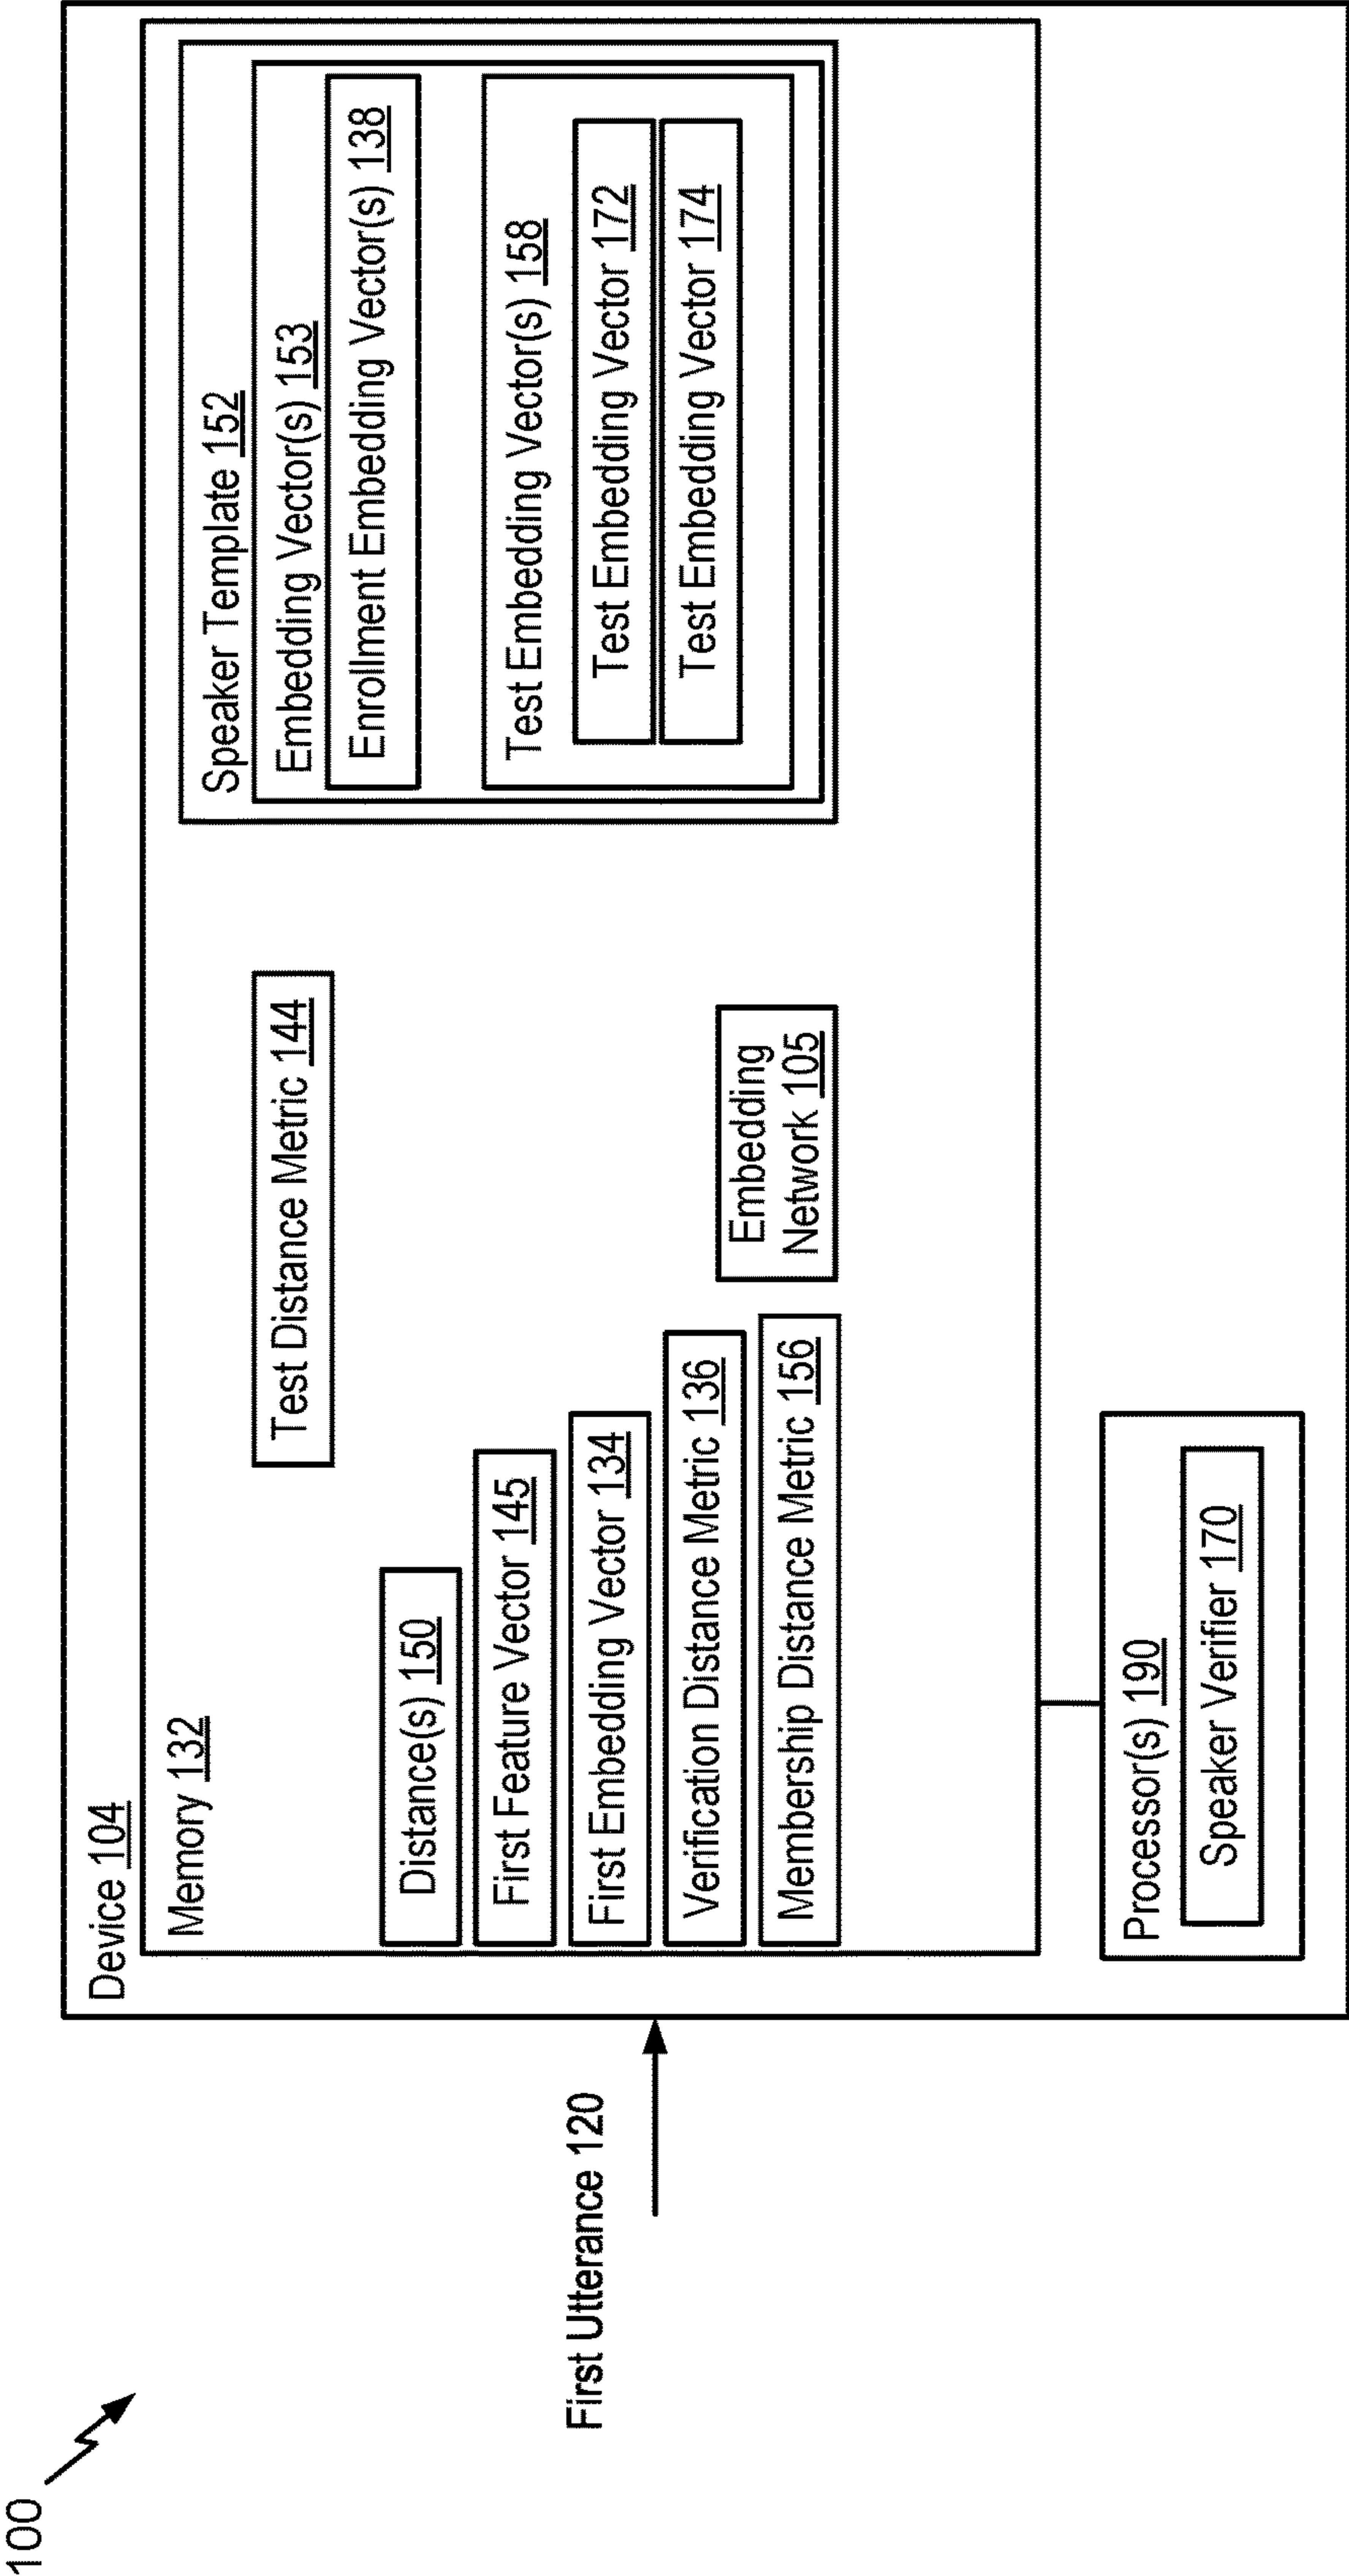 100
First Utterance 120
Device 104
Memory 132
Test Distance Metric 144
Distance(s) 150
First Feature Vector 145
First Embedding Vector 134
Verification Distance Metric 136
Membership Distance Metric 156
Embedding
Network 105
Speaker Template 152
Embedding Vector(s) 153
Enrollment Embedding Vector(s) 138
Test Embedding Vector(s) 158
Test Embedding Vector 172
Test Embedding Vector 174
Processor(s) 190
Speaker Verifier 170